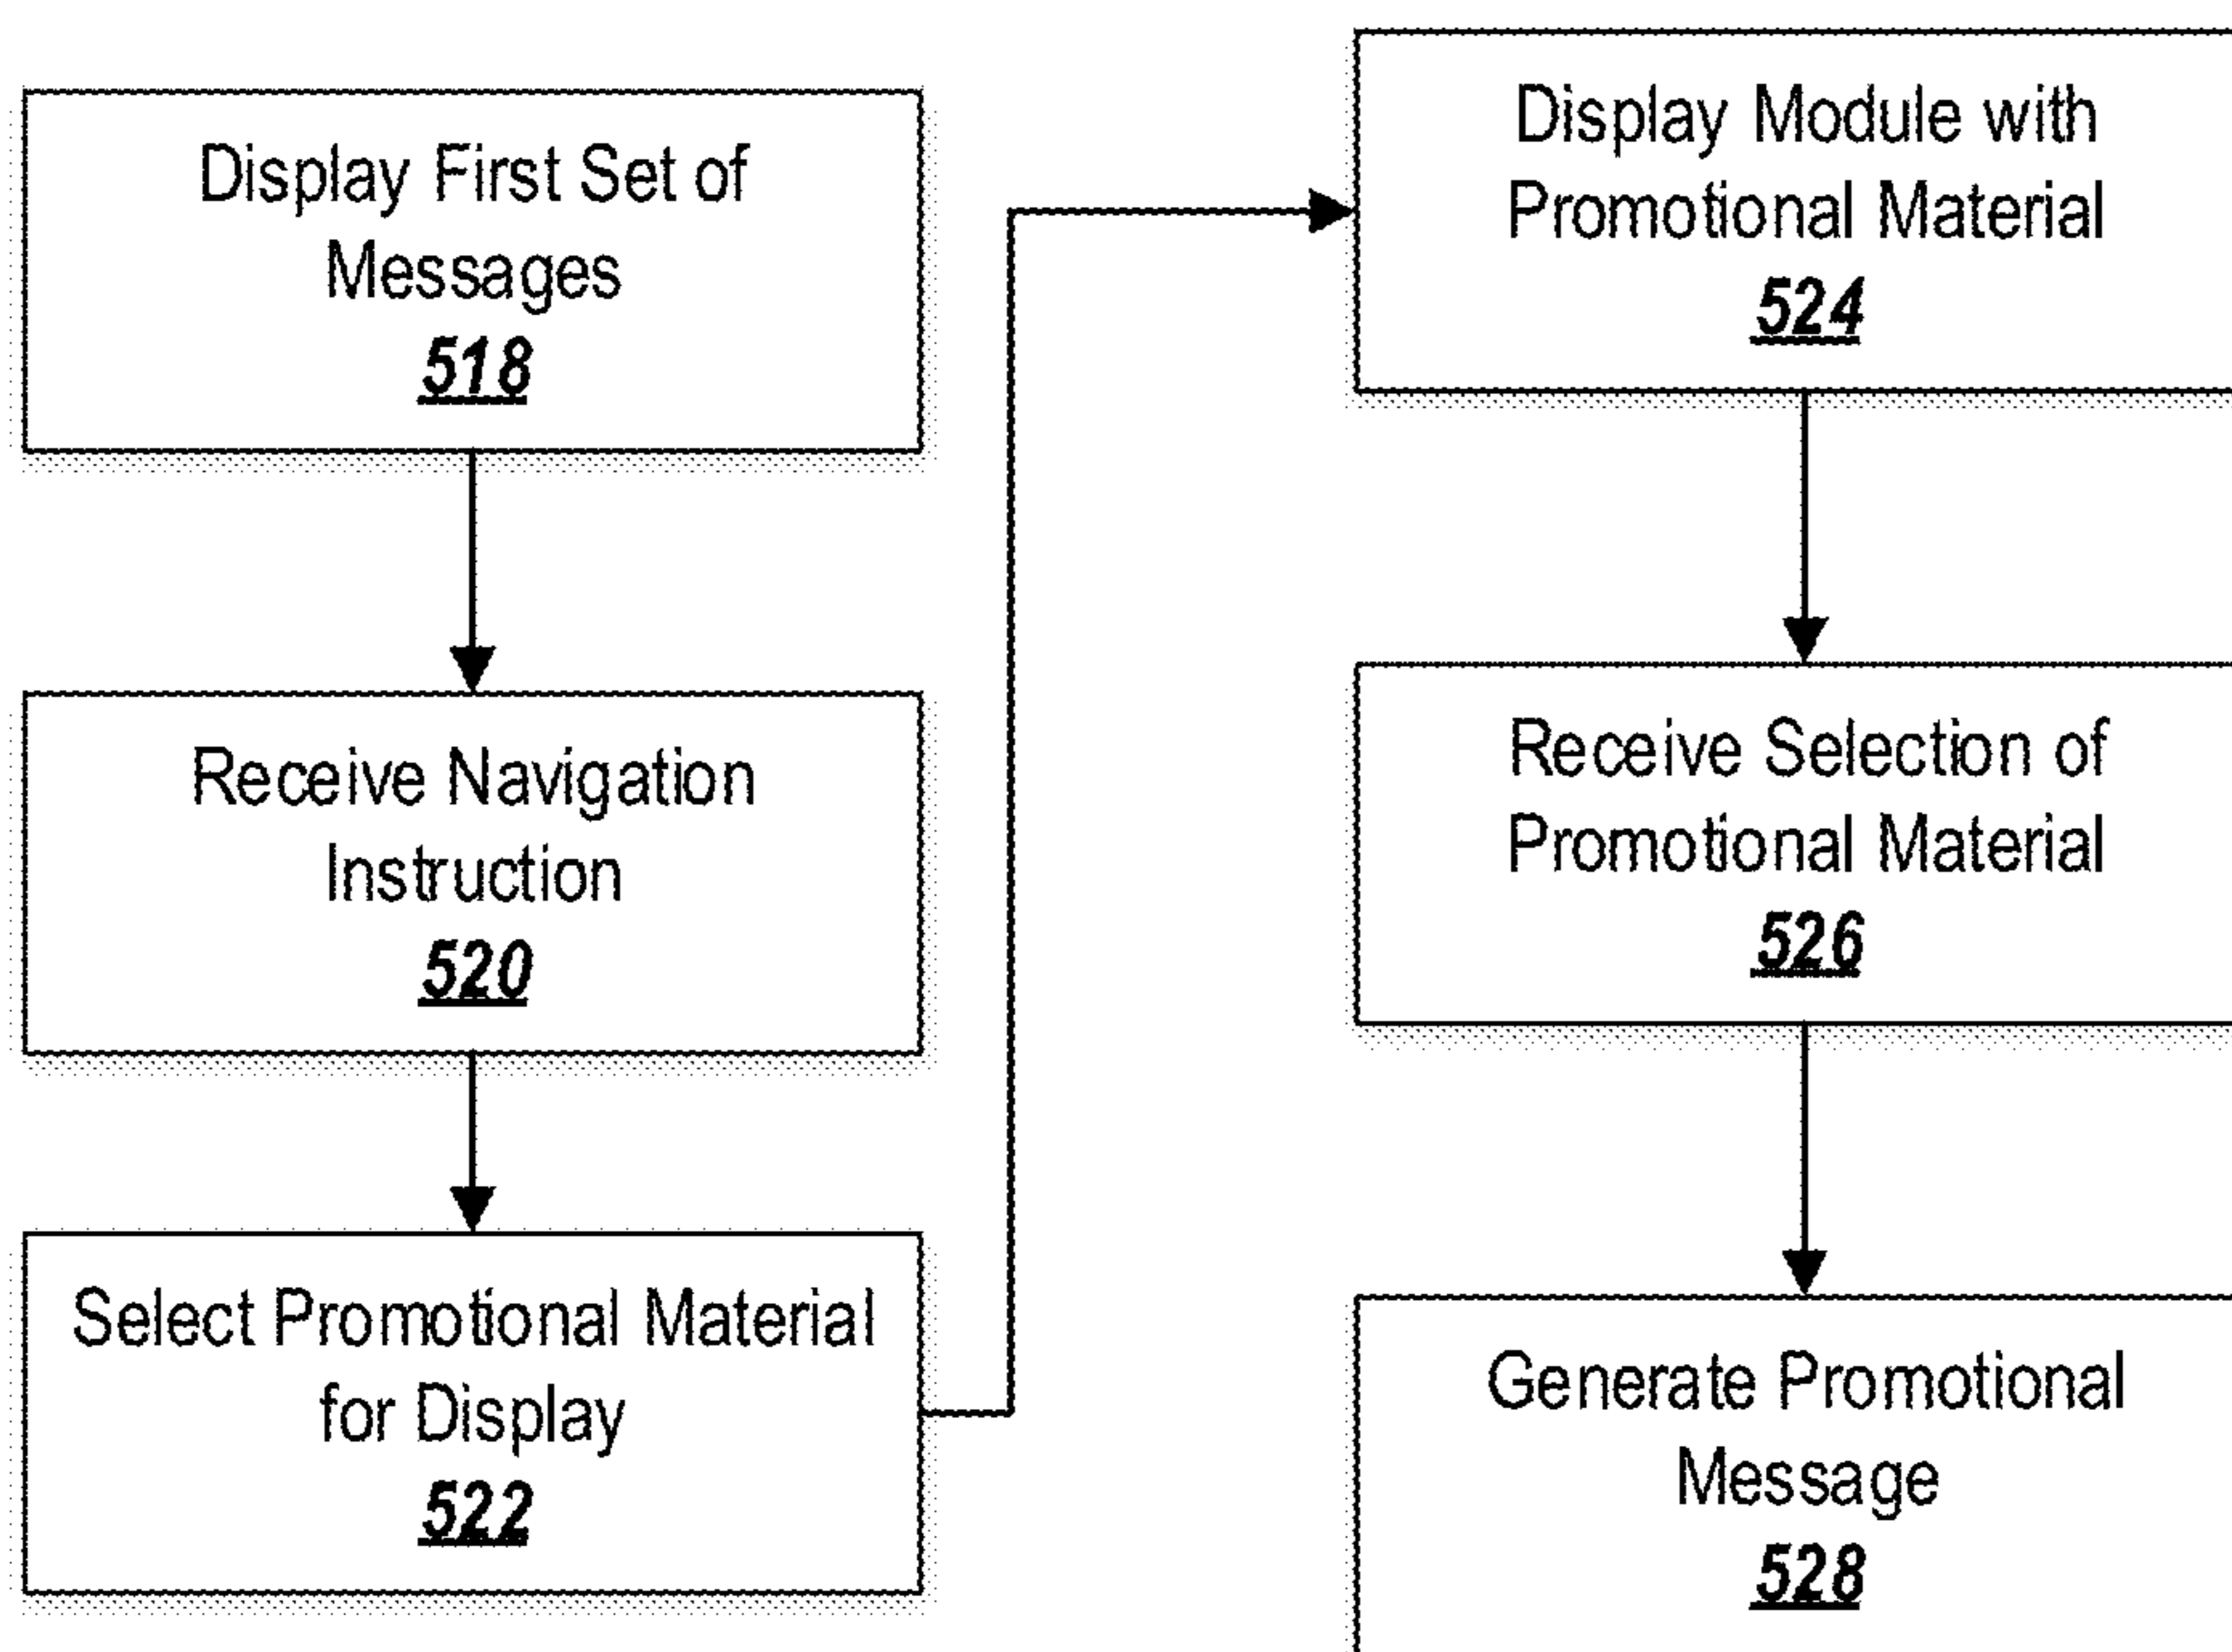 Display First Set of
Messages
518
Receive Navigation
Instruction
520
Select Promotional Material
for Display
522
Display Module with
Promotional Material
524
Receive Selection of
Promotional Material
526
Generate Promotional
Message
528